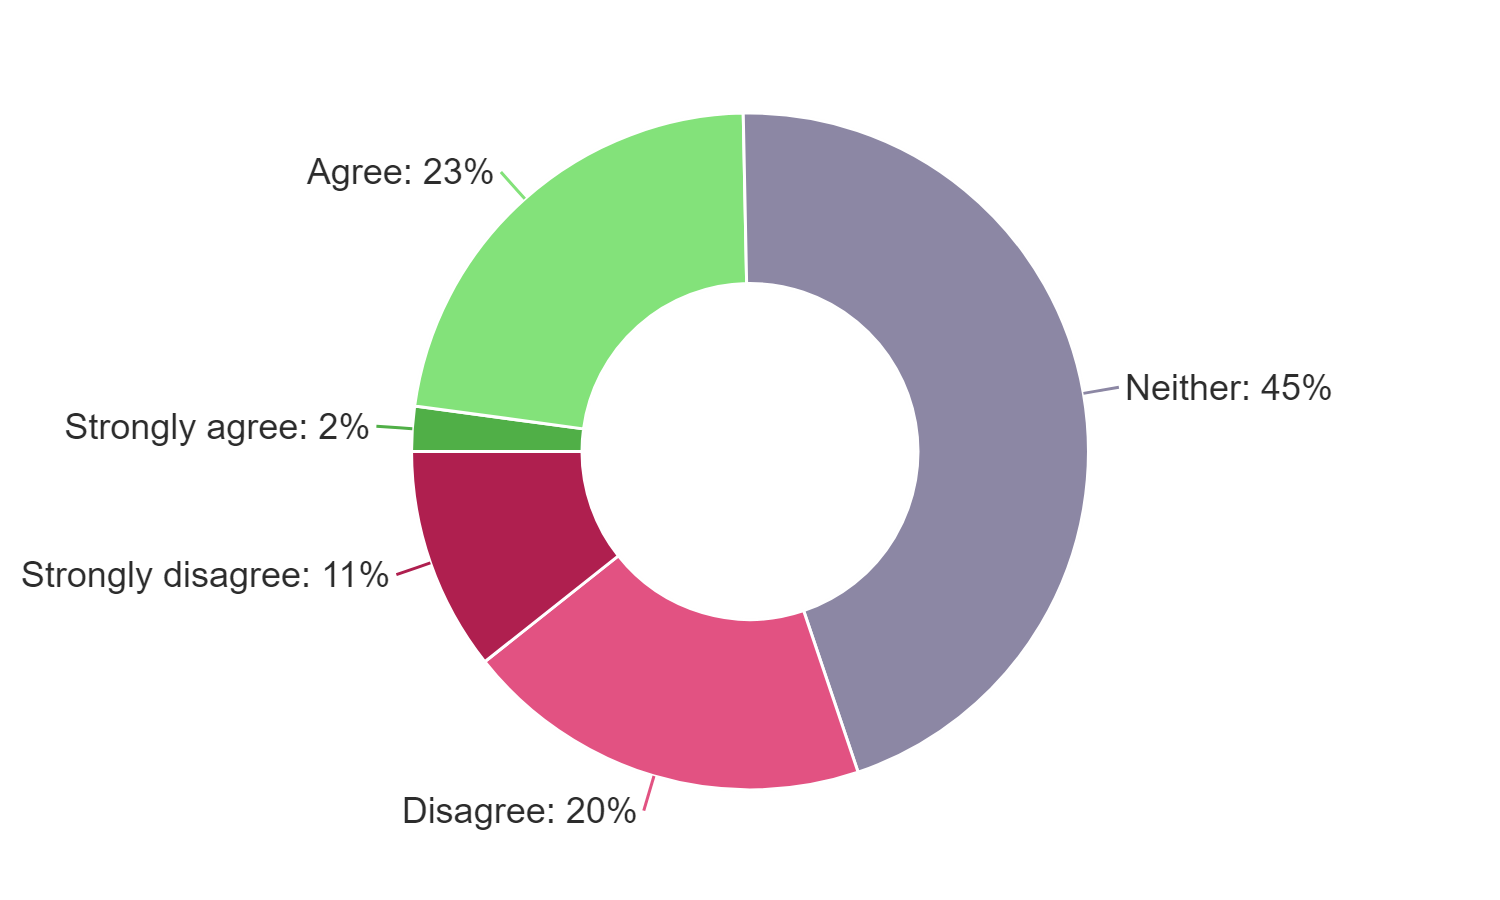 Agree: 23%
Neither: 45%
Strongly agree: 2%
Strongly disagree: 11%
Disagree: 20%